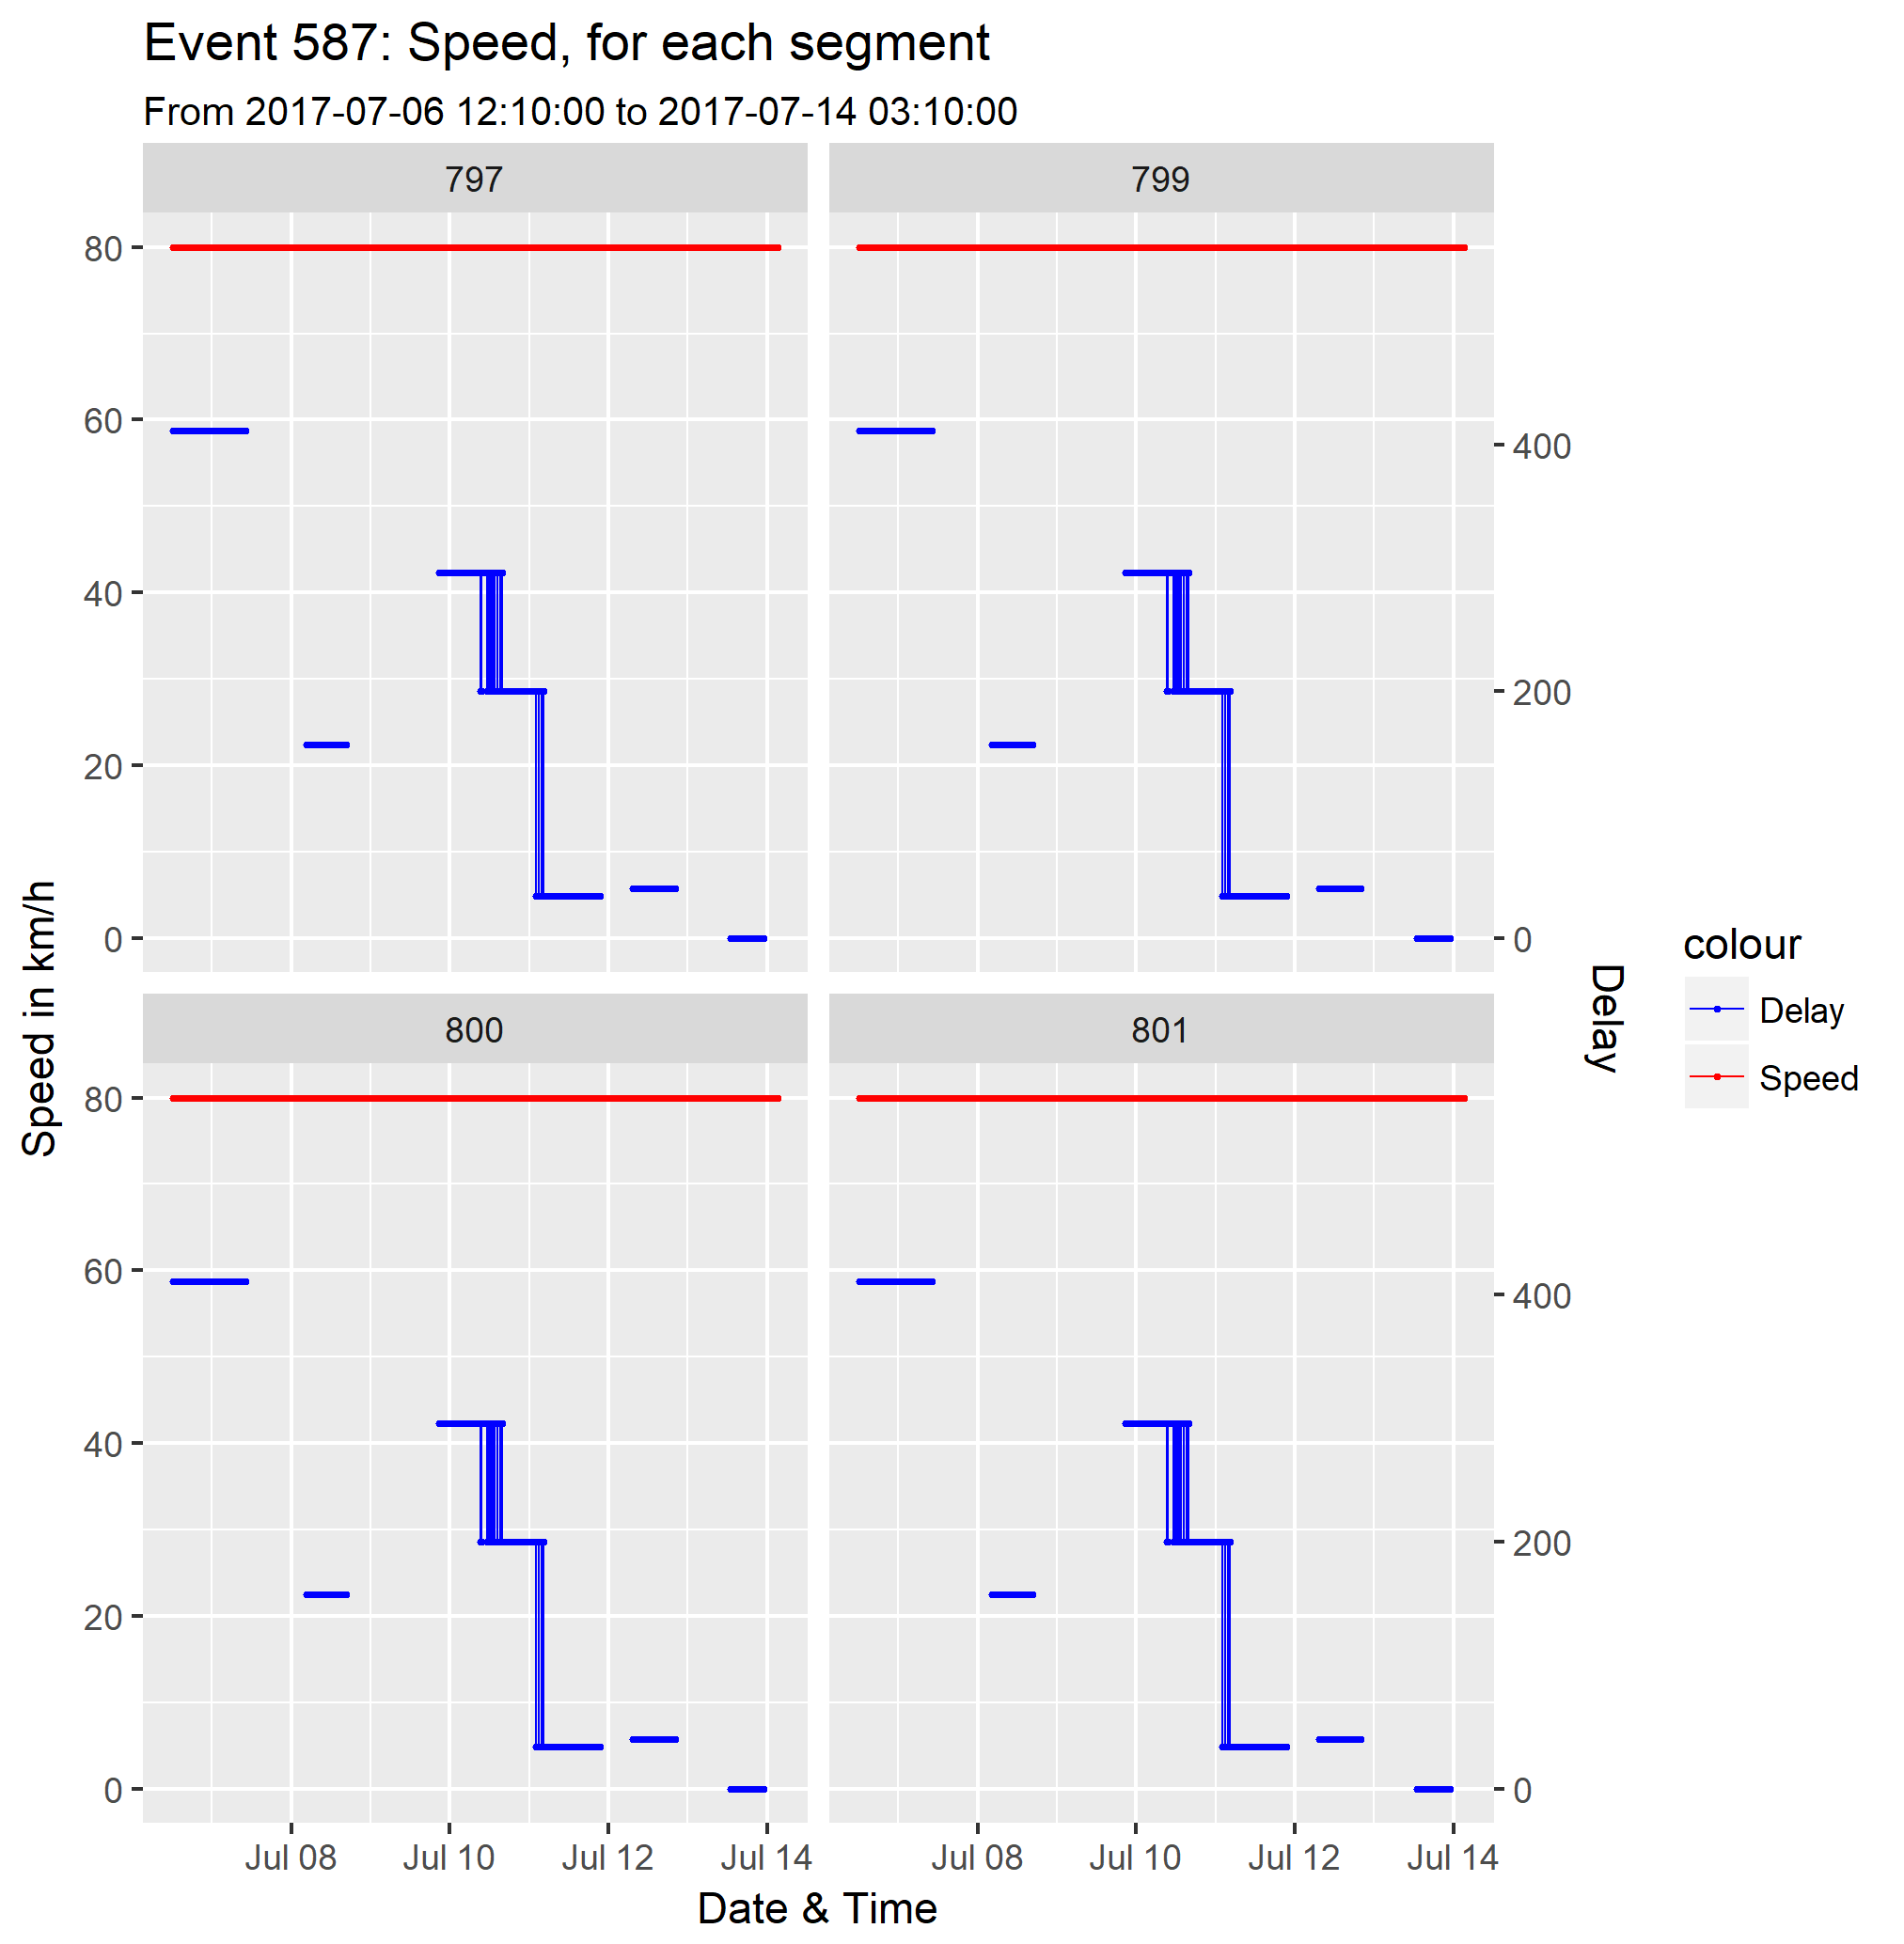 Event 587: Speed, for each segment
From 2017-07-06 12:10:00 to 2017-07-14 03:10:00
797
799
80
60
40
20
0
400
200
0
800
801
80
60
40
20
0
400
200
0
Jul 08
Jul 10
Jul 12
Jul 14
Jul 08
Jul 10
Jul 12
Jul 14
Date & Time
Speed in km/h
Delay
colour
Delay
Speed